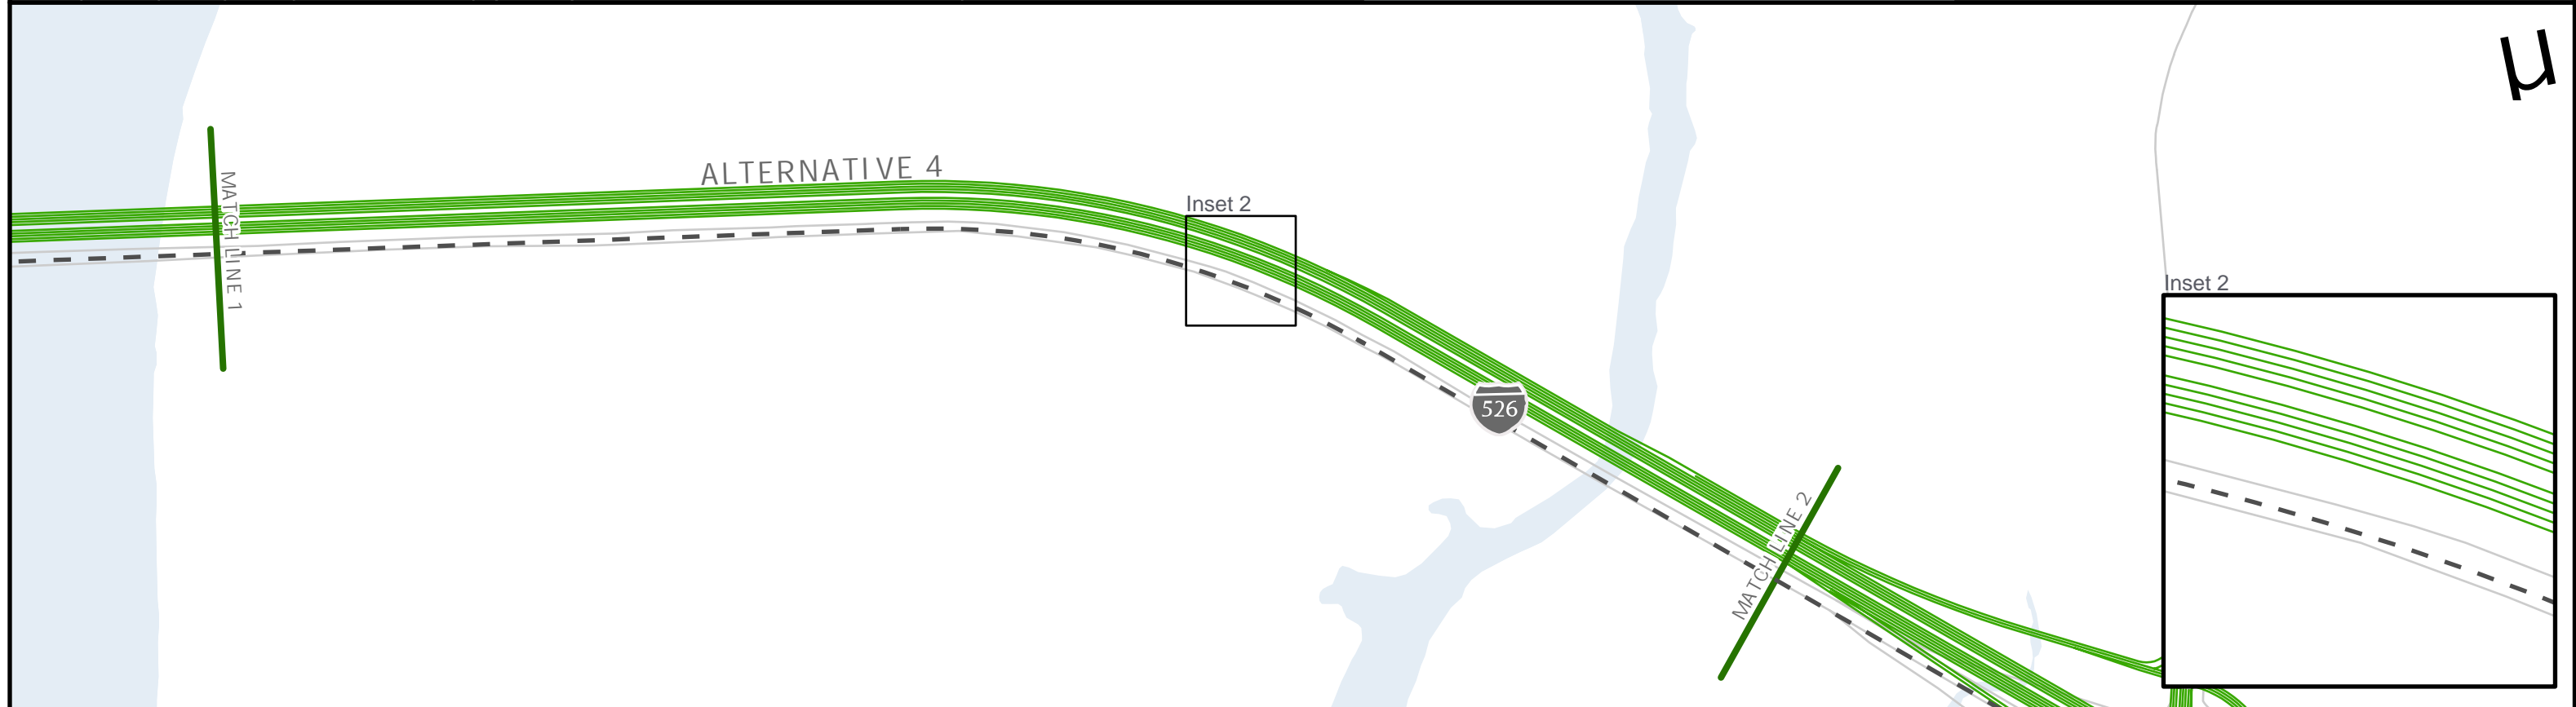 µ
ALTERNATIVE 4
MATCH LINE 1
Inset 2
Inset 2
526
MATCH LINE 2